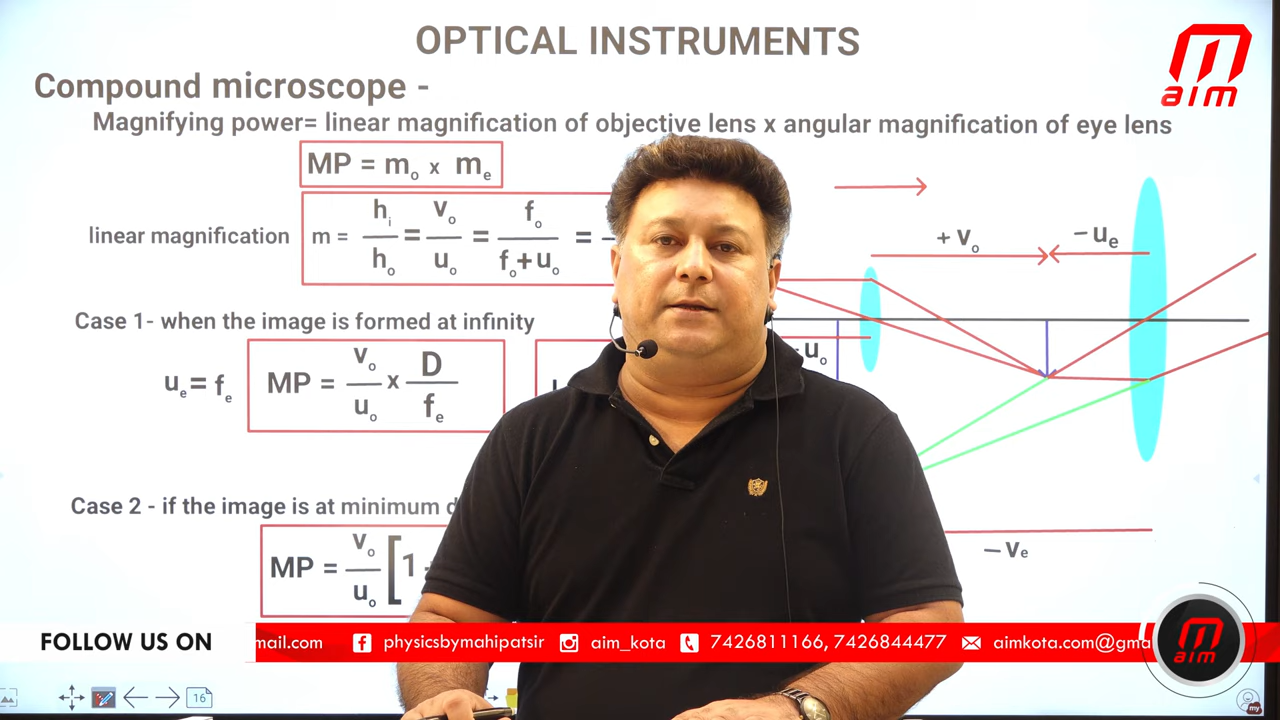 OPTICAL INSTRUMENTS
aim
Compound microscope -
Magnifying power= linear magnification of objective lens x angular magnification of eye lens
MP = mₒ x mₑ
linear magnification m = hᵢ/hₒ = vₒ/uₒ = fₒ/(fₒ+uₒ) = -
+ vₒ
- uₑ
Case 1- when the image is formed at infinity
-uₒ
uₑ = fₑ
MP = vₒ/uₒ x D/fₑ
Case 2 - if the image is at minimum
MP = vₒ/uₒ [1
- vₑ
FOLLOW US ON
mail.com physicsbymahipatsir aim_kota 7426811166, 7426844477 aimkota.com@gma
aim
16
my